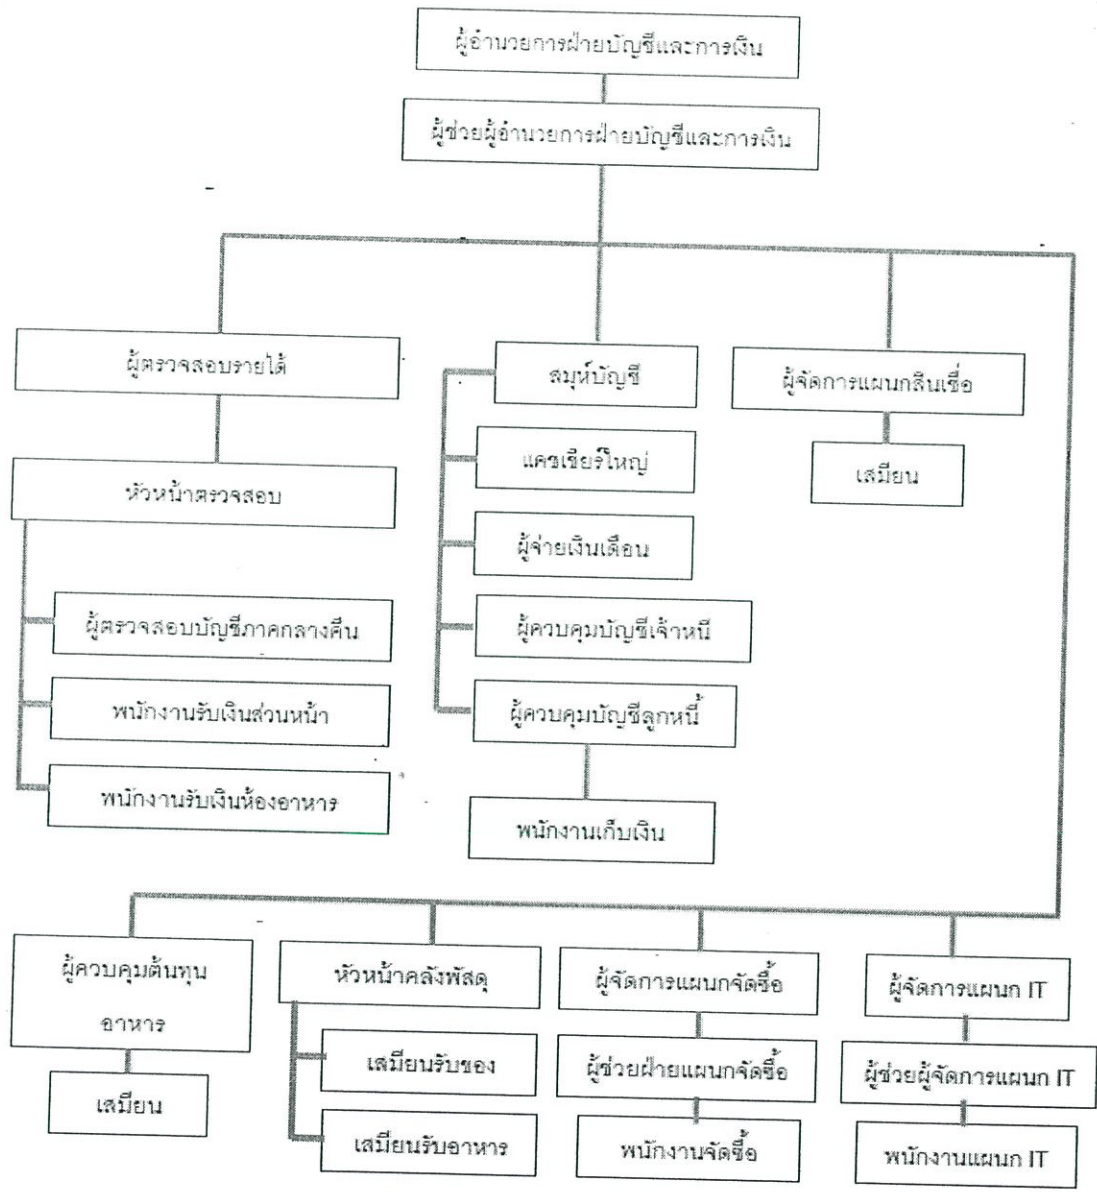 ผู้อำนวยการฝ่ายบัญชีและการเงิน
ผู้ช่วยผู้อำนวยการฝ่ายบัญชีและการเงิน
ผู้ตรวจสอบรายได้
สมุห์บัญชี
ผู้จัดการแผนกสินเชื่อ
แคชเชียร์ใหญ่
เสมียน
หัวหน้าตรวจสอบ
ผู้จ่ายเงินเดือน
ผู้ตรวจสอบบัญชีภาคกลางคืน
ผู้ควบคุมบัญชีเจ้าหนี้
พนักงานรับเงินส่วนหน้า
ผู้ควบคุมบัญชีลูกหนี้
พนักงานรับเงินห้องอาหาร
พนักงานเก็บเงิน
ผู้ควบคุมต้นทุน
อาหาร
หัวหน้าคลังพัสดุ
ผู้จัดการแผนกจัดซื้อ
ผู้จัดการแผนก IT
เสมียนรับของ
ผู้ช่วยฝ่ายแผนกจัดซื้อ
ผู้ช่วยผู้จัดการแผนก IT
เสมียน
เสมียนรับอาหาร
พนักงานจัดซื้อ
พนักงานแผนก IT